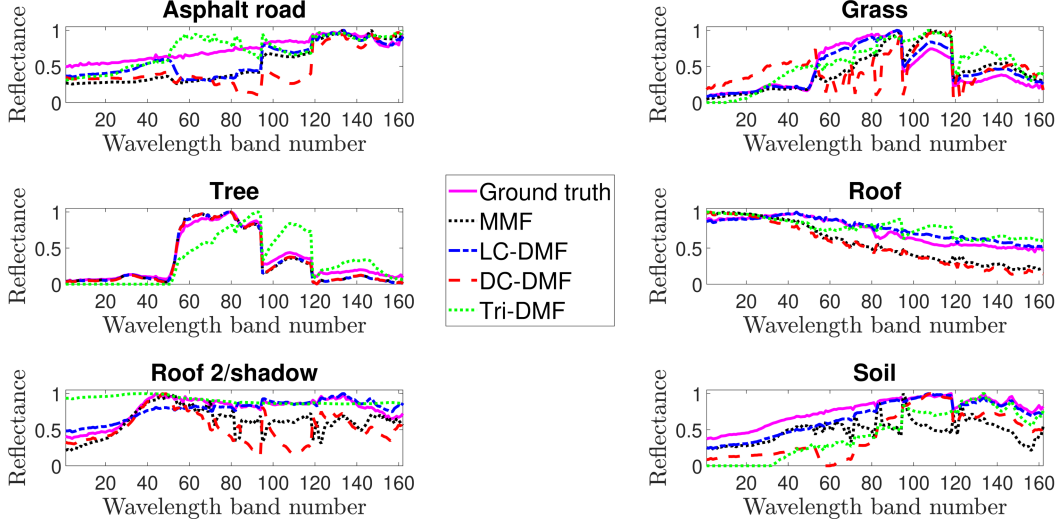 Asphalt road
Reflectance
1
0.5
0
20 40 60 80 100 120 140 160
Wavelength band number
Grass
Reflectance
1
0.5
0
20 40 60 80 100 120 140 160
Wavelength band number
Tree
Reflectance
1
0.5
0
20 40 60 80 100 120 140 160
Wavelength band number
Ground truth
MMF
LC-DMF
DC-DMF
Tri-DMF
Roof
Reflectance
1
0.5
0
20 40 60 80 100 120 140 160
Wavelength band number
Roof 2/shadow
Reflectance
1
0.5
0
20 40 60 80 100 120 140 160
Wavelength band number
Soil
Reflectance
1
0.5
0
20 40 60 80 100 120 140 160
Wavelength band number